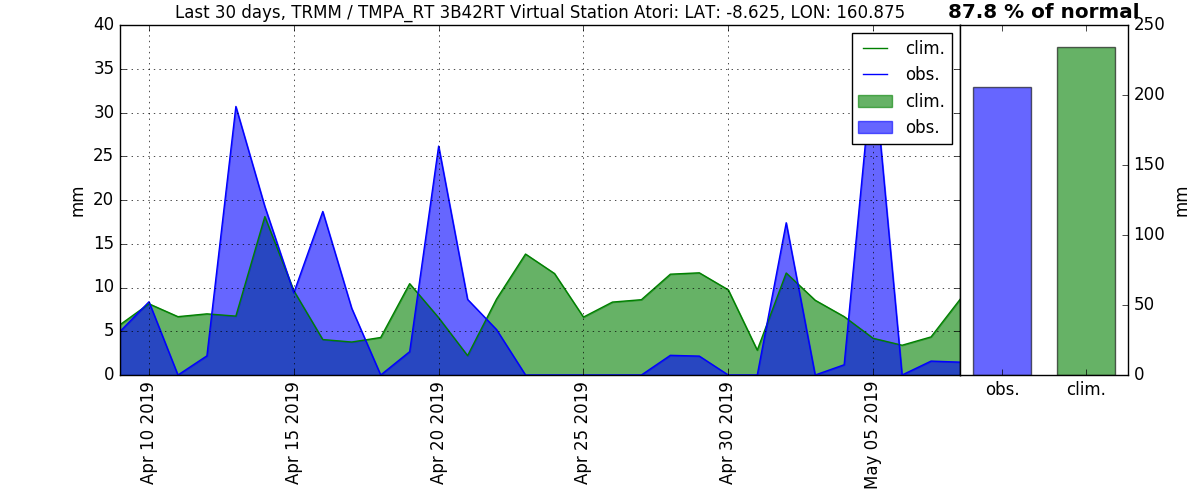 Last 30 days, TRMM / TMPA_RT 3B42RT Virtual Station Atori: LAT: -8.625, LON: 160.875
87.8 % of normal
40
35
30
25
20
15
10
5
0
mm
clim.
obs.
clim.
obs.
250
200
150
100
50
0
mm
Apr 10 2019
Apr 15 2019
Apr 20 2019
Apr 25 2019
Apr 30 2019
May 05 2019
obs.
clim.